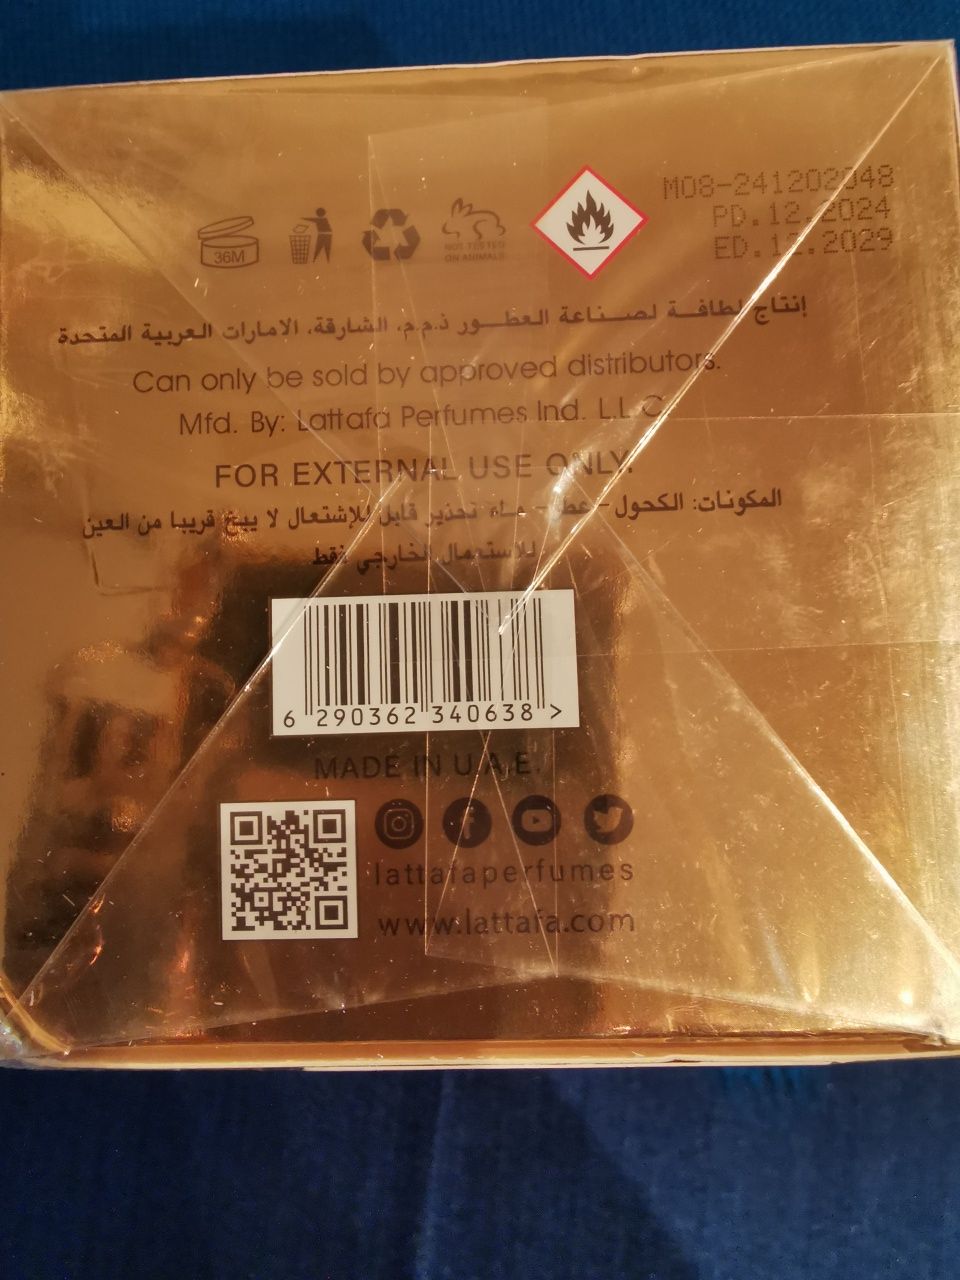 M08-241202048
PD.12.2024
ED.12.2029
36M
NOT TESTED
ON ANIMALS
إنتاج لطافة لصناعة العطور ذ.م.م. الشارقة، الامارات العربية المتحدة
Can only be sold by approved distributors.
Mfd. By: Lattafa Perfumes Ind. L.L.C
FOR EXTERNAL USE ONLY.
المكونات: الكحول - عطر - ماء تحذير قابل للإشتعال لا يبخ قريبا من العين
للاستعمال الخارجي فقط
6 290362 340638 >
MADE IN U.A.E.
lattafaperfumes
www.lattafa.com